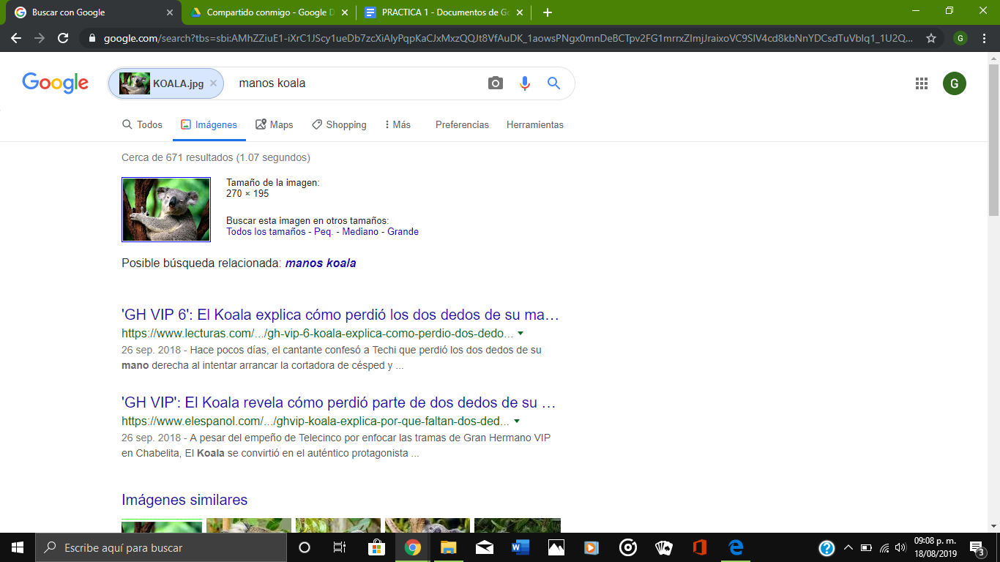 Buscar con Google
Compartido conmigo - Google D
PRACTICA 1 - Documentos de Go
google.com/search?tbs=sbi:AMhZZiuE1-iXrC1JScy1ueDb7zcXiAIyPqpKaCJxMxzQQJt8VfAuDK_1aowsPNgx0mnDeBCTpv2FG1mrrxZImjJraixoVC9SIV4cd8kbNnYDCsdTuVblq1_1U2Q...
G
Google
KOALA.jpg
manos koala
G
Todos
Imágenes
Maps
Shopping
Más
Preferencias
Herramientas
Cerca de 671 resultados (1.07 segundos)
Tamaño de la imagen:
270 × 195
Buscar esta imagen en otros tamaños:
Todos los tamaños - Peq. - Mediano - Grande
Posible búsqueda relacionada: manos koala
'GH VIP 6': El Koala explica cómo perdió los dos dedos de su ma…
https://www.lecturas.com/.../gh-vip-6-koala-explica-como-perdio-dos-dedo...
26 sep. 2018 - Hace pocos días, el cantante confesó a Techi que perdió los dos dedos de su
mano derecha al intentar arrancar la cortadora de césped y ...
'GH VIP': El Koala revela cómo perdió parte de dos dedos de su …
https://www.elespanol.com/.../ghvip-koala-explica-por-que-faltan-dos-ded...
26 sep. 2018 - A pesar del empeño de Telecinco por enfocar las tramas de Gran Hermano VIP
en Chabelita, El Koala se convirtió en el auténtico protagonista ...
Imágenes similares
Escribe aquí para buscar
09:08 p. m.
18/08/2019
3